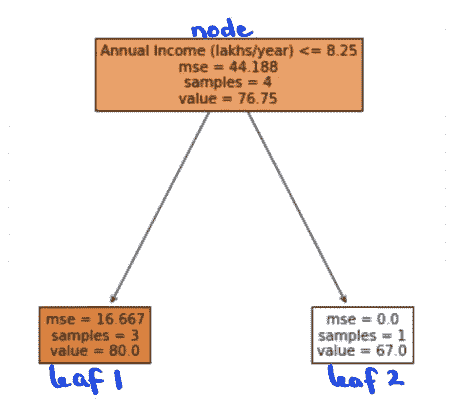 node
Annual Income (lakhs/year) <= 8.25
mse = 44.188
samples = 4
value = 76.75
mse = 16.667
samples = 3
value = 80.0
leaf 1
mse = 0.0
samples = 1
value = 67.0
leaf 2